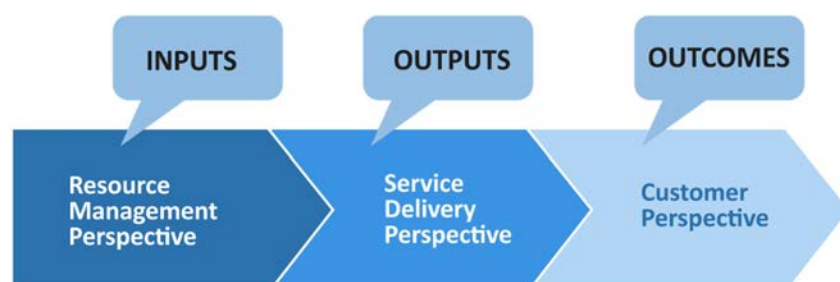 INPUTS
OUTPUTS
OUTCOMES
Resource
Management
Perspective
Service
Delivery
Perspective
Customer
Perspective